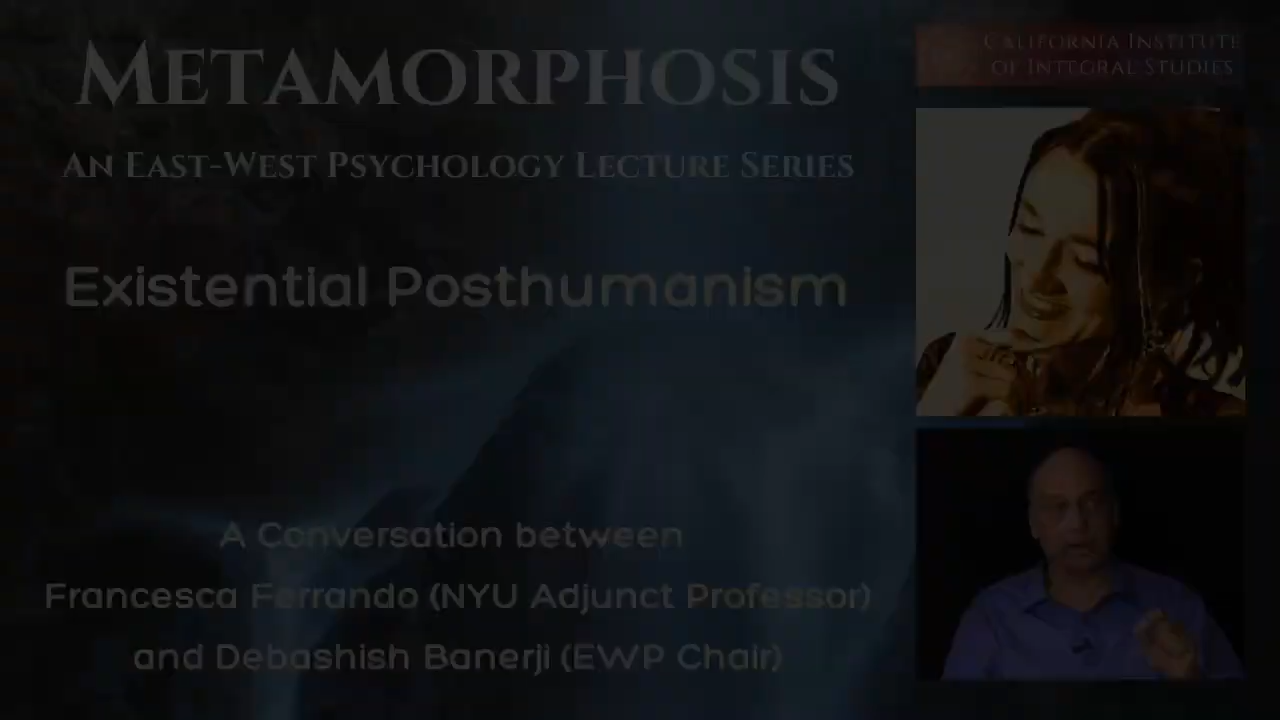 METAMORPHOSIS
AN EAST-WEST PSYCHOLOGY LECTURE SERIES
Existential Posthumanism
A Conversation between
Francesca Ferrando (NYU Adjunct Professor)
and Debashish Banerji (EWP Chair)
CALIFORNIA INSTITUTE
OF INTEGRAL STUDIES